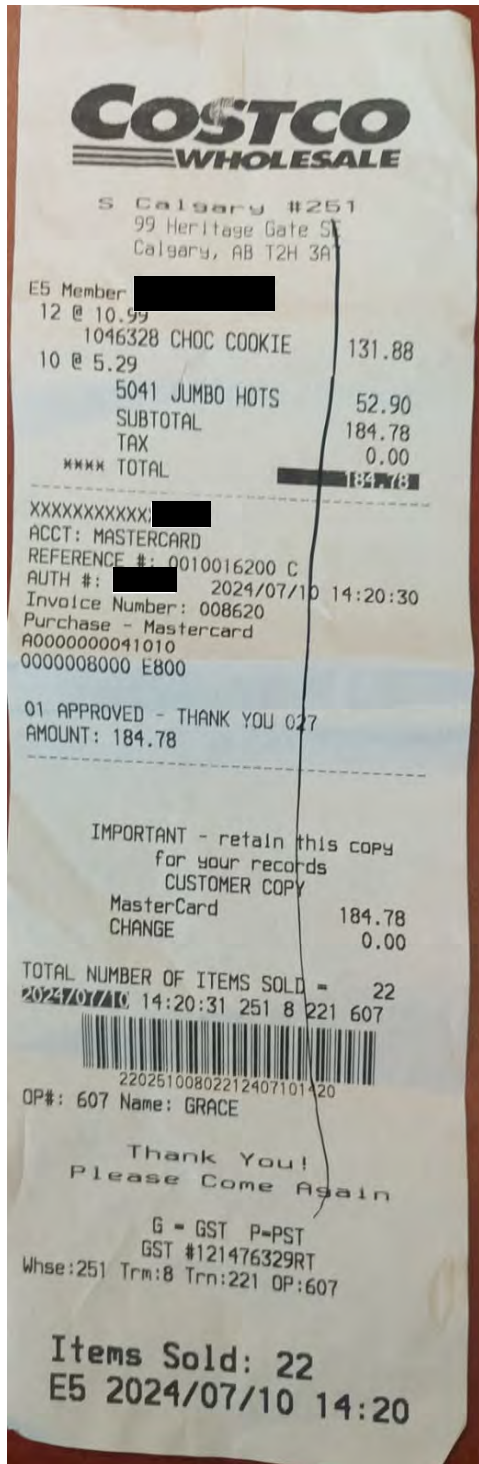 COSTCO
WHOLESALE
S Calgary #251
99 Heritage Gate SE
Calgary, AB T2H 3A7
E5 Member
12 @ 10.99
1046328 CHOC COOKIE 131.88
10 @ 5.29
5041 JUMBO HOTS 52.90
SUBTOTAL 184.78
TAX 0.00
**** TOTAL 184.78
XXXXXXXXXXXX
ACCT: MASTERCARD
REFERENCE #: 0010016200 C
AUTH #: 2024/07/10 14:20:30
Invoice Number: 008620
Purchase - Mastercard
A0000000041010
0000008000 E800
01 APPROVED - THANK YOU 027
AMOUNT: 184.78
IMPORTANT - retain this copy
for your records
CUSTOMER COPY
MasterCard 184.78
CHANGE 0.00
TOTAL NUMBER OF ITEMS SOLD = 22
2024/07/10 14:20:31 251 8 221 607
22025100802212407101420
OP#: 607 Name: GRACE
Thank You!
Please Come Again
G = GST P=PST
GST #121476329RT
Whse:251 Trm:8 Trn:221 OP:607
Items Sold: 22
E5 2024/07/10 14:20